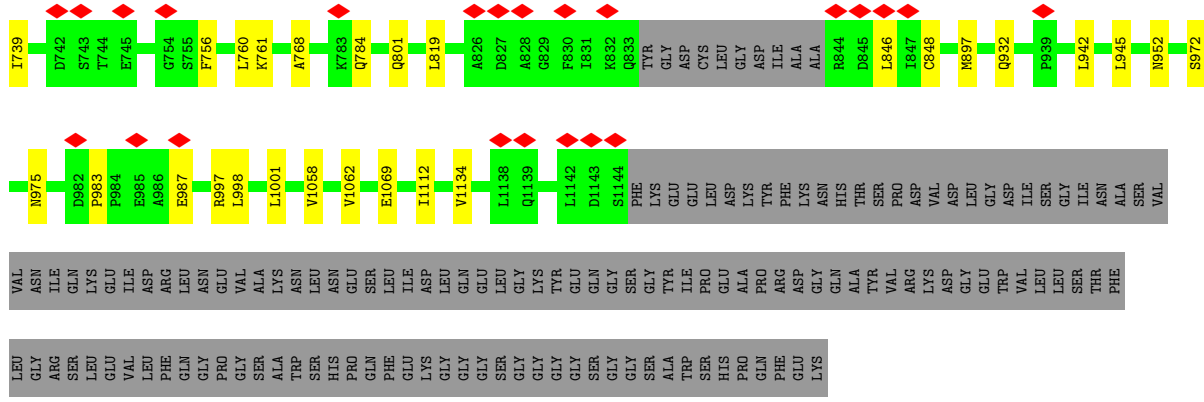 I739 D742 S743 T744 E745 G754 S755 F756 L760 K761 A768 K783 Q784 Q801 L819 A826 D827 A828 G829 F830 I831 K832 Q833 TYR GLY ASP CYS LEU GLY ASP ILE ALA ALA R844 D845 L846 I847 C848 M897 Q932 P939 L942 L945 N952 S972
N975 D982 P983 P984 E985 A986 E987 R997 L998 L1001 V1058 V1062 E1069 I1112 V1134 L1138 Q1139 L1142 D1143 S1144 PHE LYS GLU GLU LEU ASP LYS TYR PHE LYS ASN HIS THR SER PRO ASP VAL ASP LEU GLY ASP ILE SER GLY ILE ASN ALA SER VAL
VAL ASN ILE GLN LYS GLU ILE ASP ARG LEU ASN GLU VAL ALA LYS ASN LEU ASN GLU SER LEU ILE ASP LEU GLN GLU LEU GLY LYS TYR GLU GLN GLY SER GLY TYR ILE PRO GLU ALA PRO ARG ASP GLY GLN ALA TYR VAL ARG LYS ASP GLY GLU TRP VAL LEU LEU SER THR PHE
LEU GLY ARG SER LEU GLU VAL LEU PHE GLN GLY PRO GLY SER ALA TRP SER HIS PRO GLN PHE GLU LYS GLY GLY GLY SER GLY GLY GLY GLY SER GLY GLY SER ALA TRP SER HIS PRO GLN PHE GLU LYS